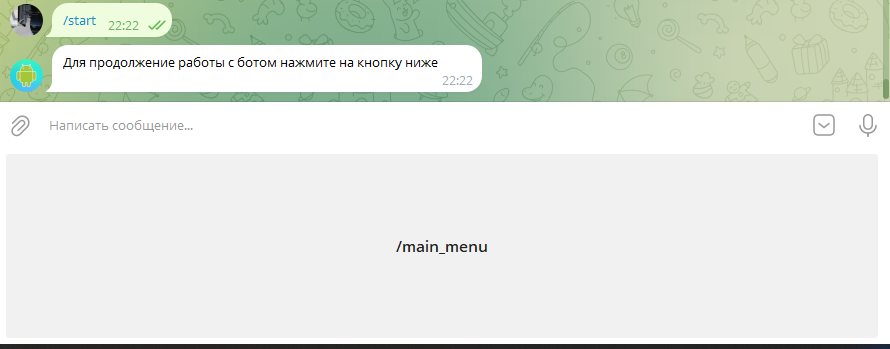 /start
22:22
Для продолжение работы с ботом нажмите на кнопку ниже
22:22
Написать сообщение...
/main_menu